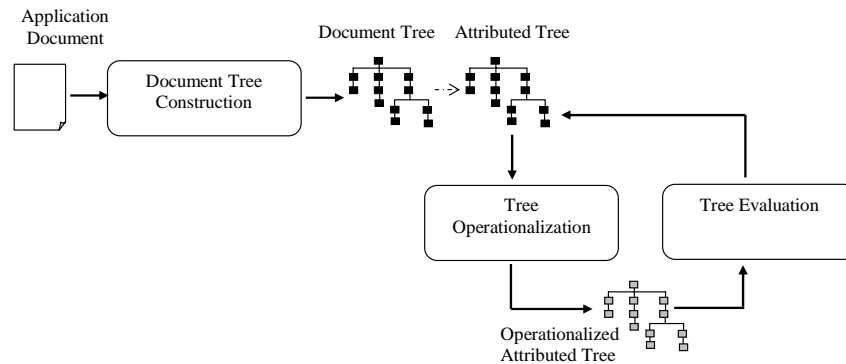 Application
Document
Document Tree
Attributed Tree
Document Tree
Construction
Tree
Operationalization
Tree Evaluation
Operationalized
Attributed Tree